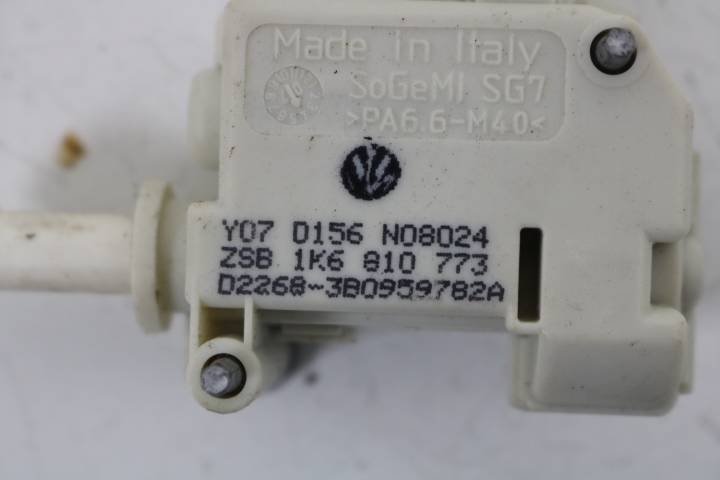 Made in Italy
SoGeMI SG7
>PA6.6-M40<
Y07 D156 N08024
ZSB 1K6 810 773
D2268~3B0959782A